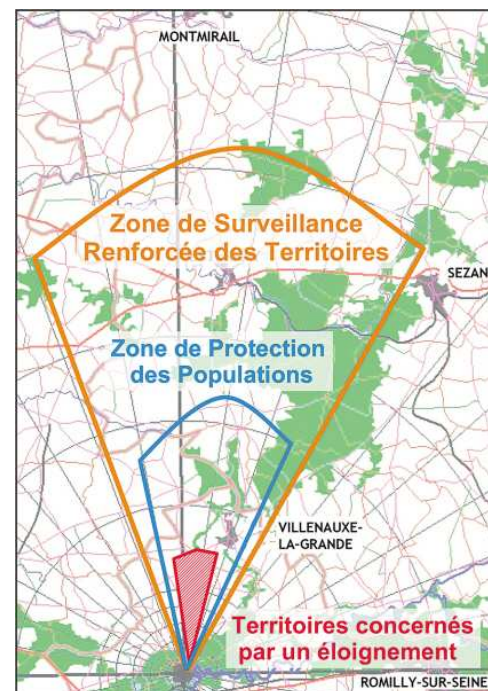 MONTMIRAIL
Zone de Surveillance
Renforcée des Territoires
SEZAN
Zone de Protection
des Populations
VILLENAUXE-
LA-GRANDE
Territoires concernés
par un éloignement
ROMILLY-SUR-SEINE